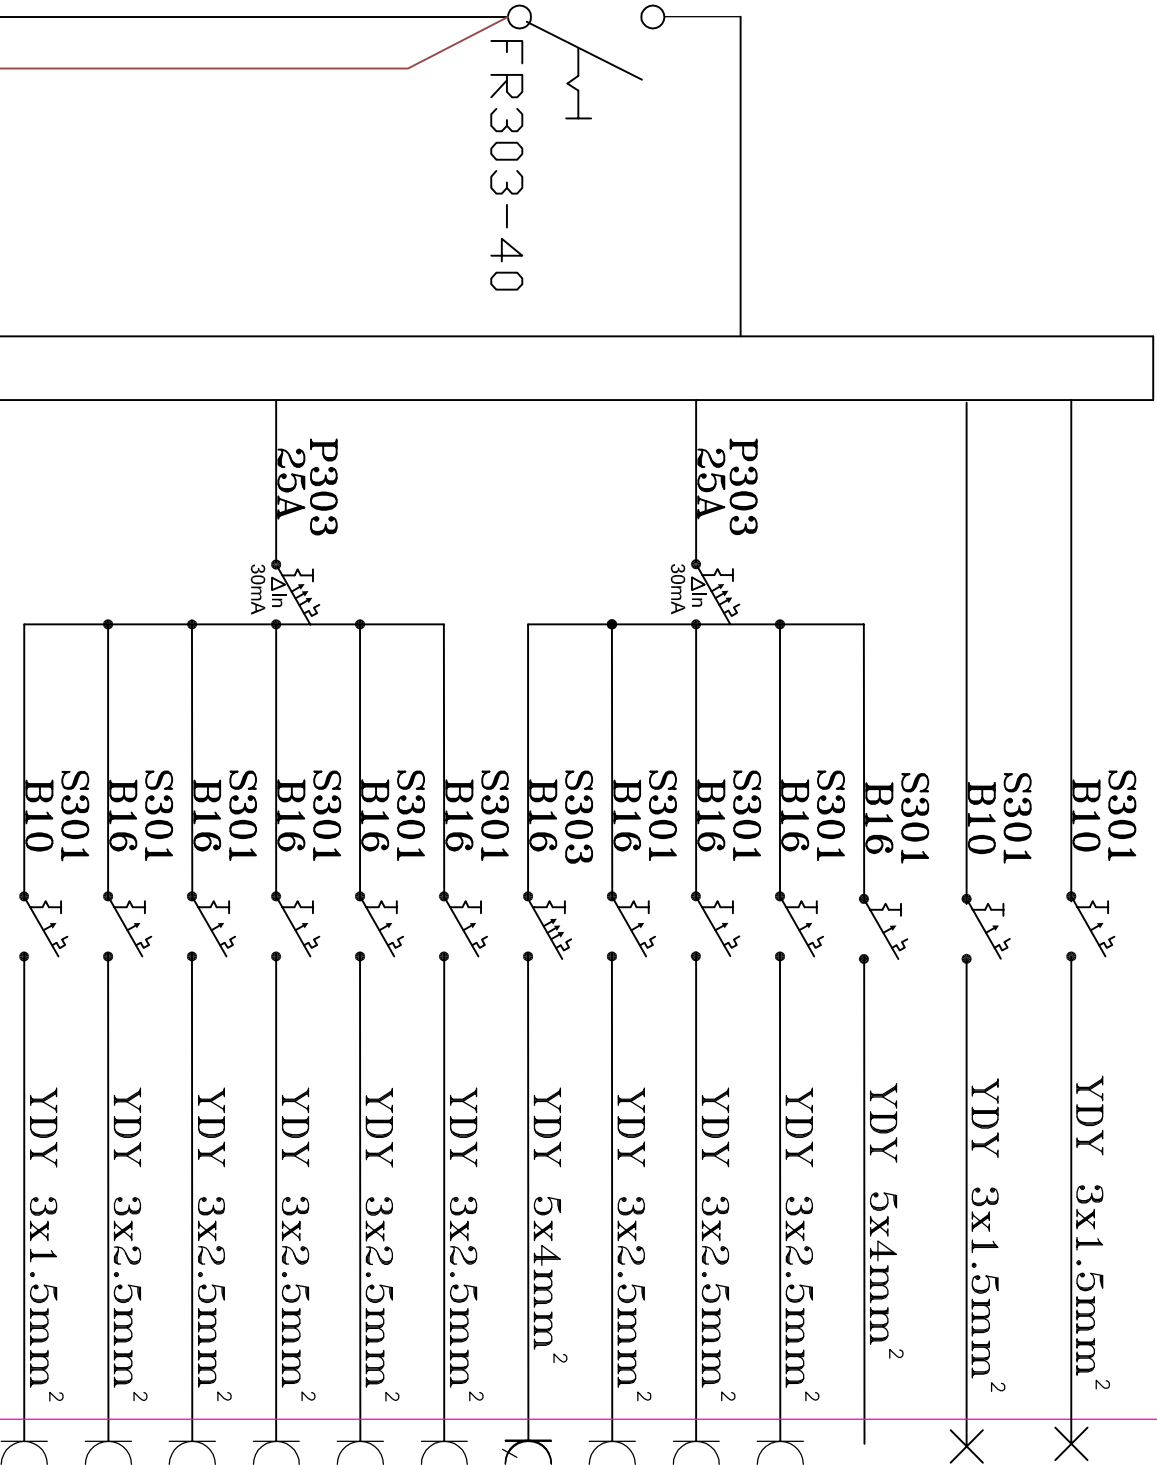 FR303-40
P303
25A
ΔIn
30mA
P303
25A
ΔIn
30mA
S301
B10
S301
B16
S301
B16
S301
B16
S301
B16
S301
B16
S303
B16
S301
B16
S301
B16
S301
B16
S301
B16
S301
B10
S301
B10
YDY 3x1.5mm²
YDY 3x2.5mm²
YDY 3x2.5mm²
YDY 3x2.5mm²
YDY 3x2.5mm²
YDY 3x2.5mm²
YDY 5x4mm²
YDY 3x2.5mm²
YDY 3x2.5mm²
YDY 3x2.5mm²
YDY 5x4mm²
YDY 3x1.5mm²
YDY 3x1.5mm²